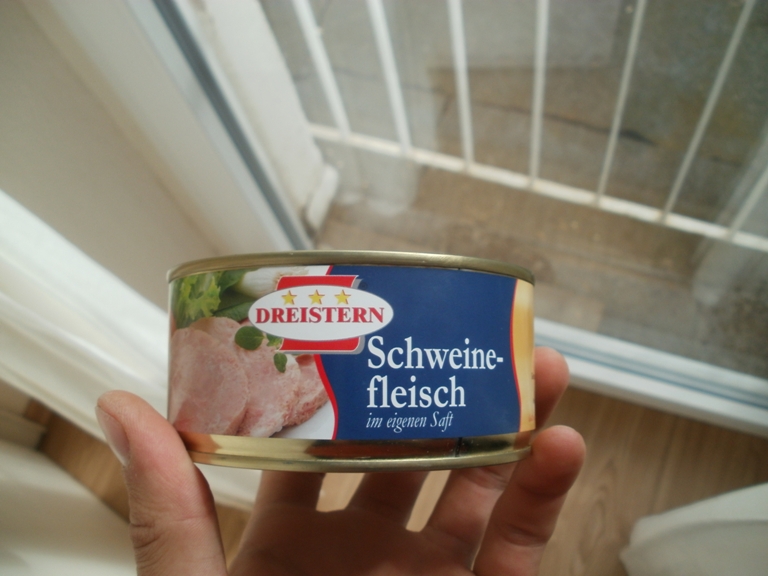 DREISTERN
Schweine-
fleisch
im eigenen Saft